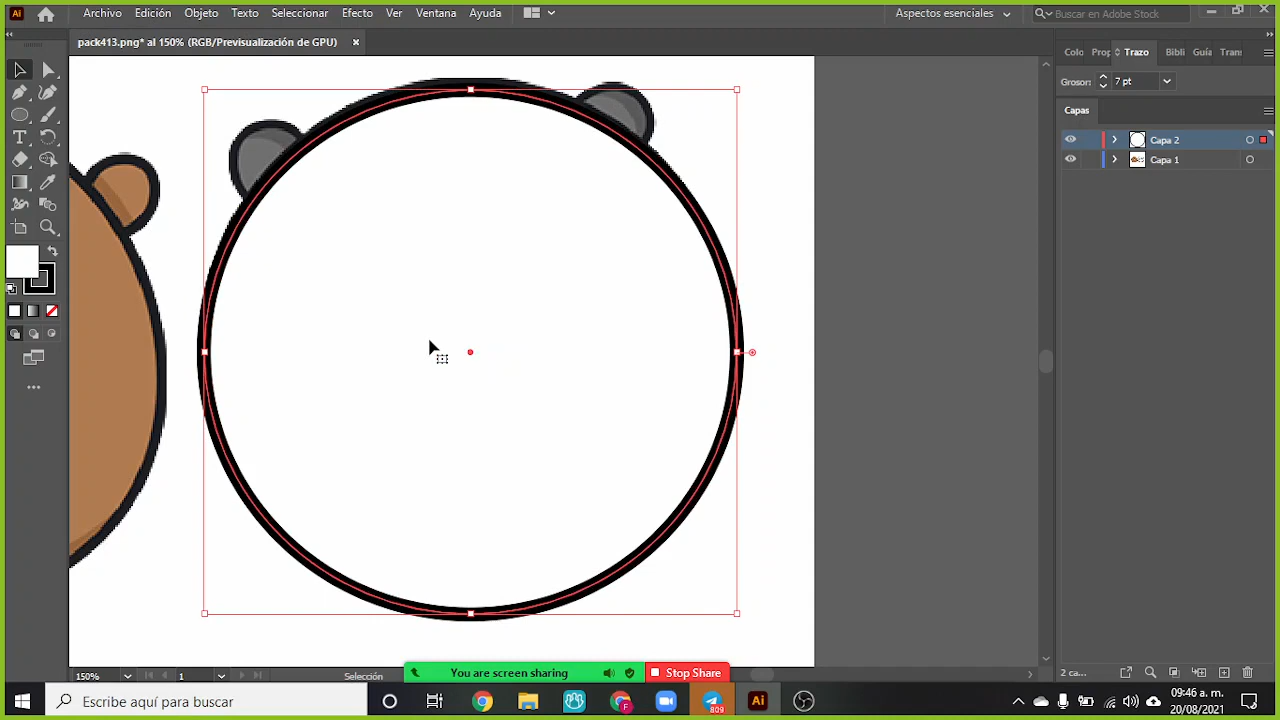 Ai Archivo Edición Objeto Texto Seleccionar Efecto Ver Ventana Ayuda Aspectos esenciales Buscar en Adobe Stock
pack413.png* al 150% (RGB/Previsualización de GPU) ×
Colo Prop Trazo Bibli Guía Tran
Grosor: 7 pt
Capas
Capa 2
Capa 1
150% 1 Selección
2 ca...
You are screen sharing Stop Share
Escribe aquí para buscar
F
809
Ai
09:46 a. m.
20/08/2021